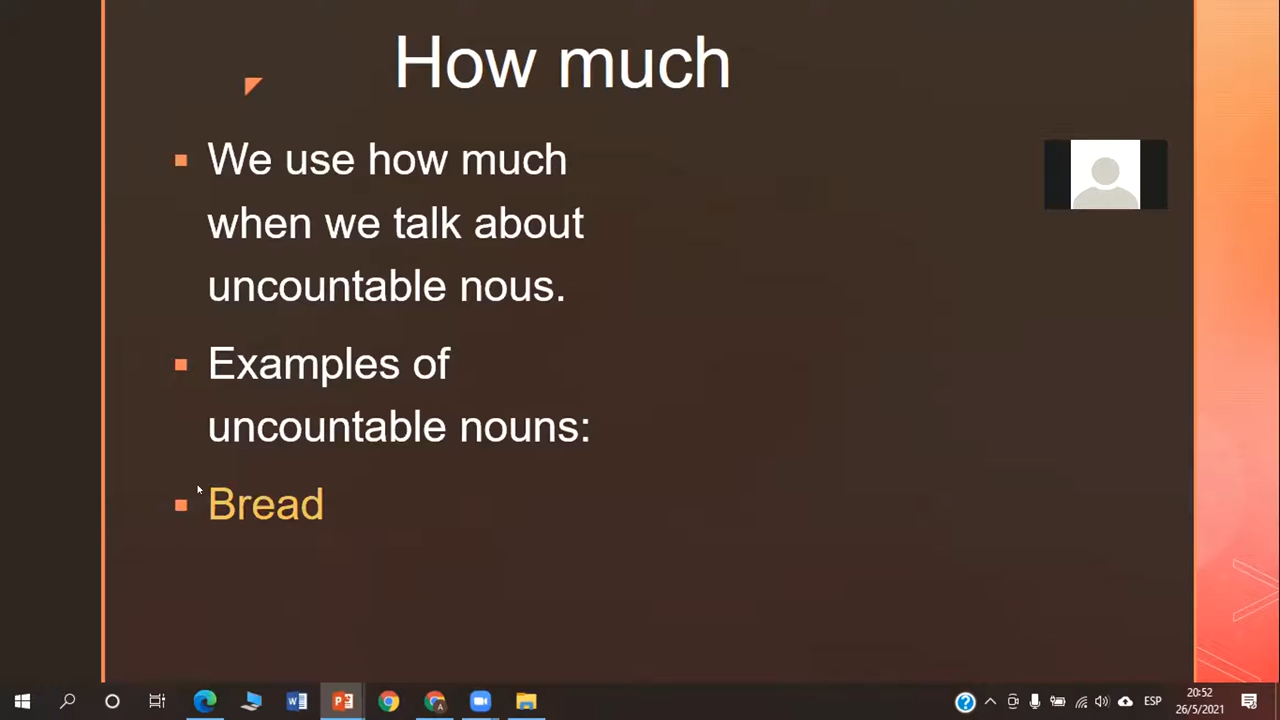 How much
We use how much
when we talk about
uncountable nous.
Examples of
uncountable nouns:
Bread
ESP
20:52
26/5/2021